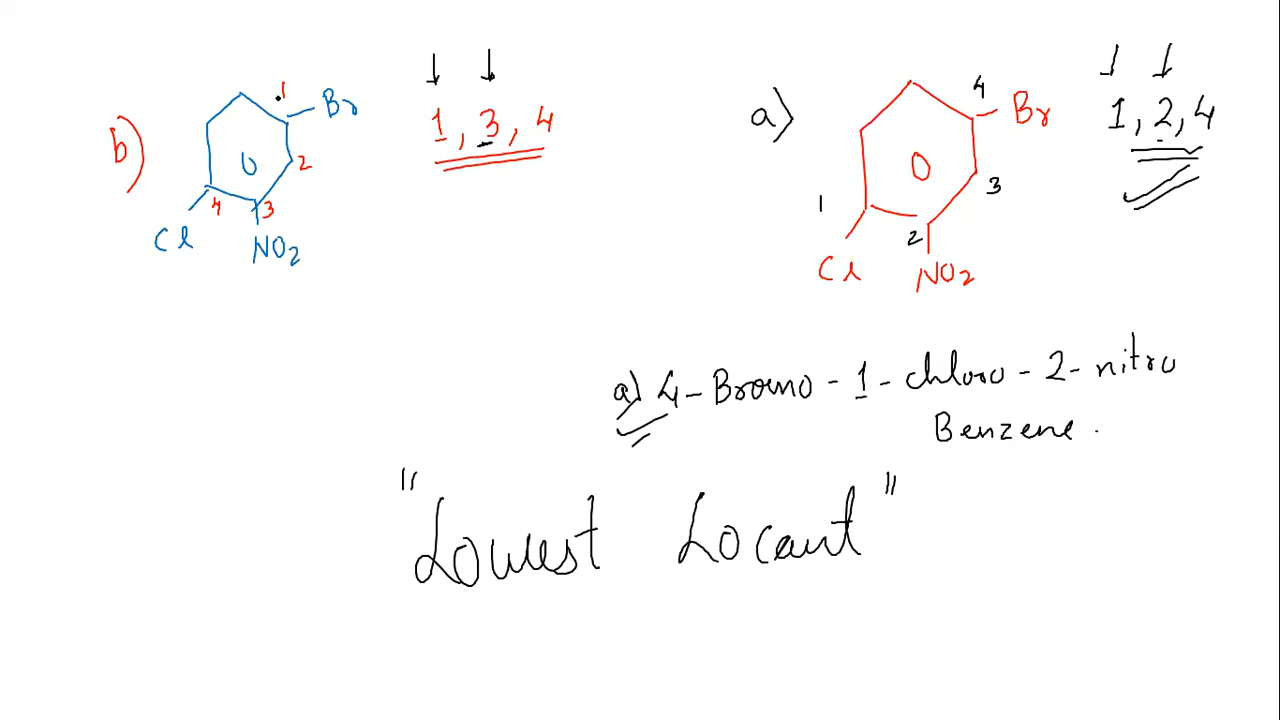 b)
1
Br
2
3
4
Cl
NO2
1, 3, 4
a)
4
Br
3
1
2
Cl
NO2
1, 2, 4
a) 4- Bromo - 1 - chloro - 2 - nitro
Benzene.
"Lowest Locant"